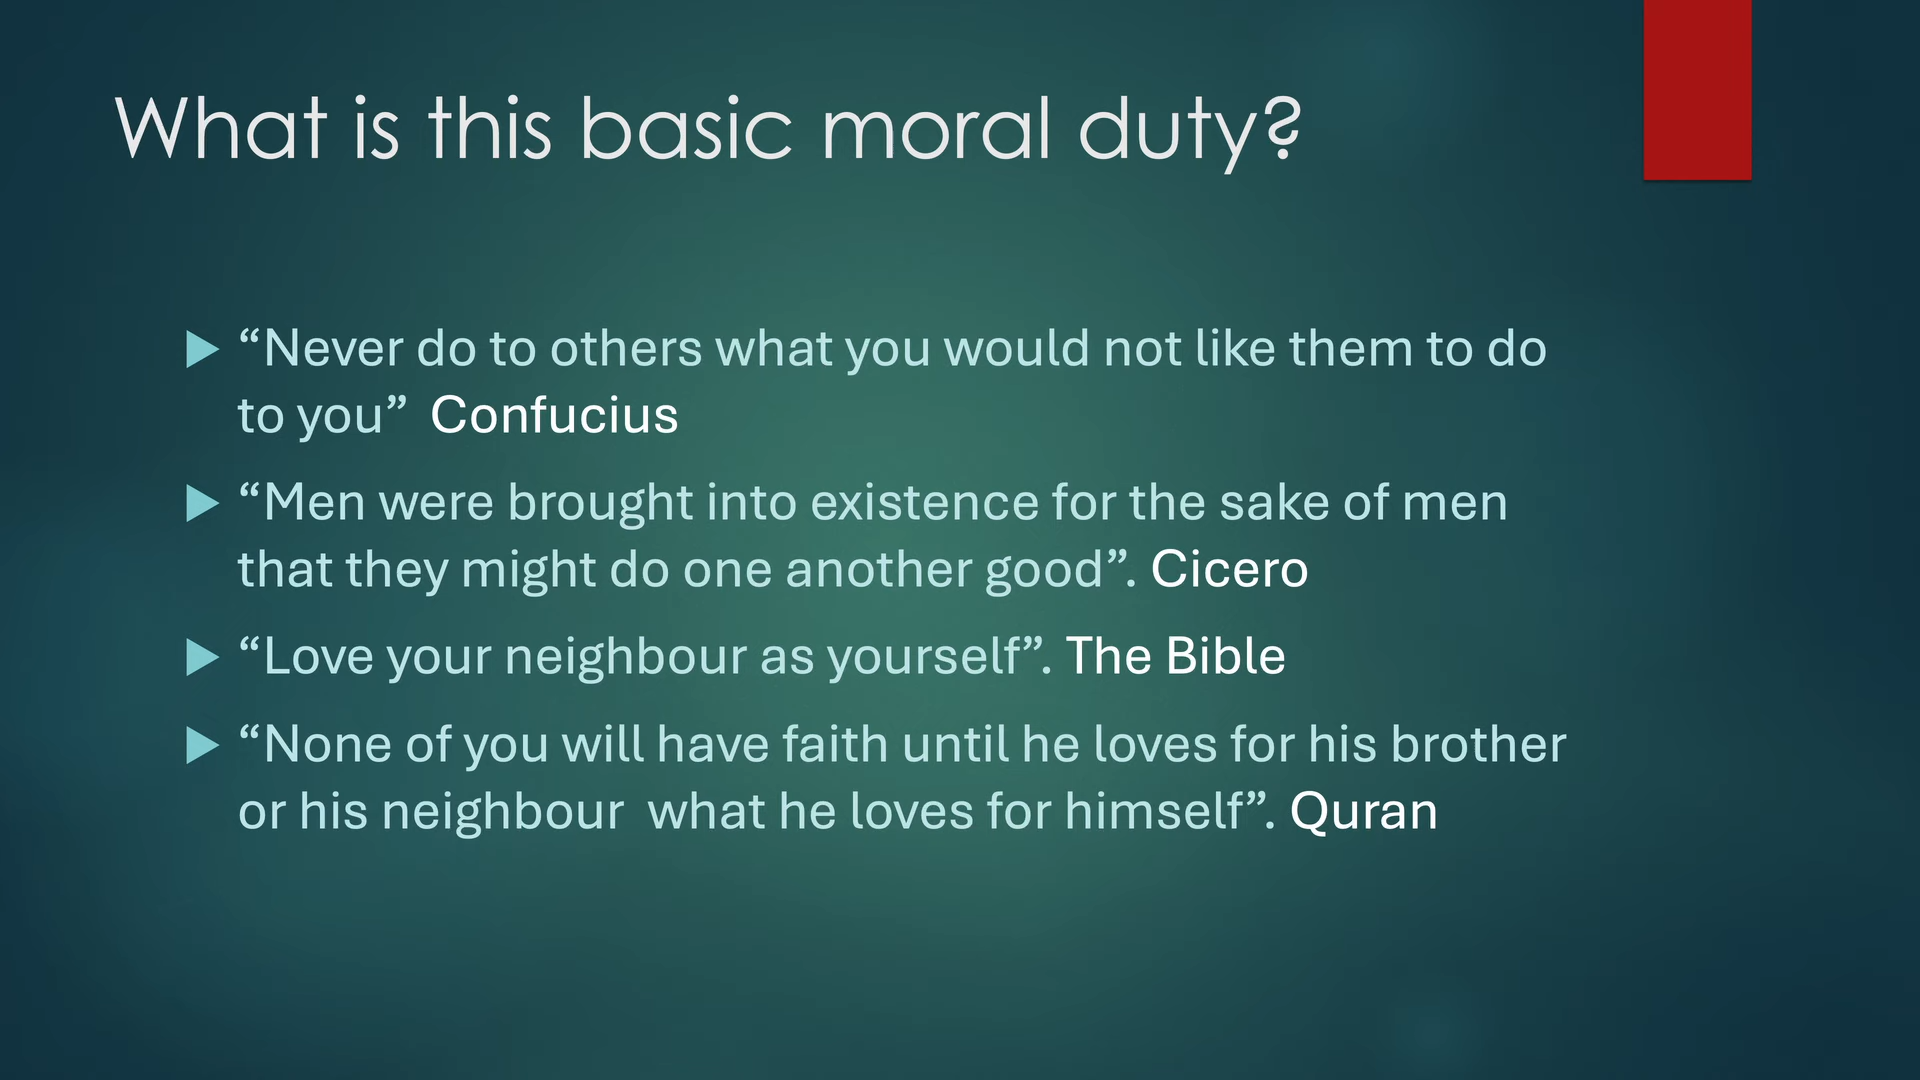 What is this basic moral duty?
“Never do to others what you would not like them to do
to you”  Confucius
“Men were brought into existence for the sake of men
that they might do one another good”. Cicero
“Love your neighbour as yourself”. The Bible
“None of you will have faith until he loves for his brother
or his neighbour  what he loves for himself”. Quran